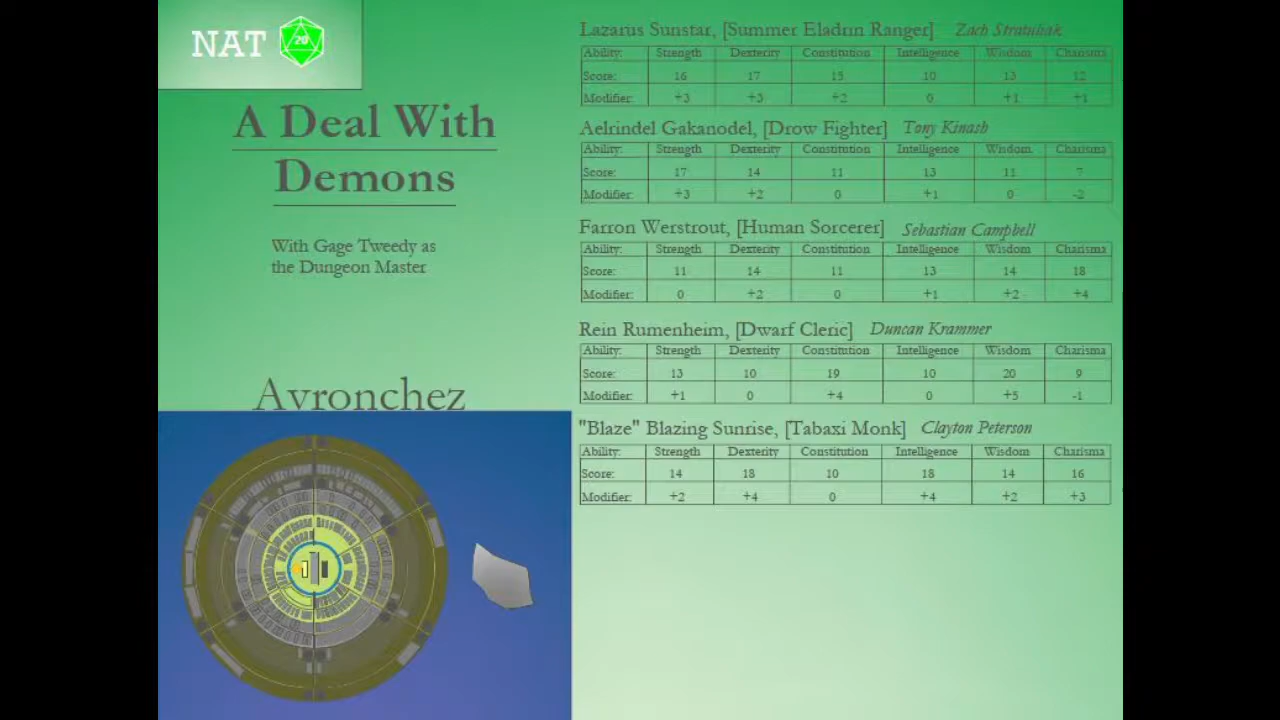 NAT 20
A Deal With
Demons
With Gage Tweedy as
the Dungeon Master
Avronchez
Lazarus Sunstar, [Summer Eladrin Ranger] Zach Stratuliak
Ability: Strength Dexterity Constitution Intelligence Wisdom Charisma
Score: 16 17 15 10 13 12
Modifier: +3 +3 +2 0 +1 +1
Aelrindel Gakanodel, [Drow Fighter] Tony Kinash
Ability: Strength Dexterity Constitution Intelligence Wisdom Charisma
Score: 17 14 11 13 11 7
Modifier: +3 +2 0 +1 0 -2
Farron Werstrout, [Human Sorcerer] Sebastian Campbell
Ability: Strength Dexterity Constitution Intelligence Wisdom Charisma
Score: 11 14 11 13 14 18
Modifier: 0 +2 0 +1 +2 +4
Rein Rumenheim, [Dwarf Cleric] Duncan Krammer
Ability: Strength Dexterity Constitution Intelligence Wisdom Charisma
Score: 13 10 19 10 20 9
Modifier: +1 0 +4 0 +5 -1
"Blaze" Blazing Sunrise, [Tabaxi Monk] Clayton Peterson
Ability: Strength Dexterity Constitution Intelligence Wisdom Charisma
Score: 14 18 10 18 14 16
Modifier: +2 +4 0 +4 +2 +3